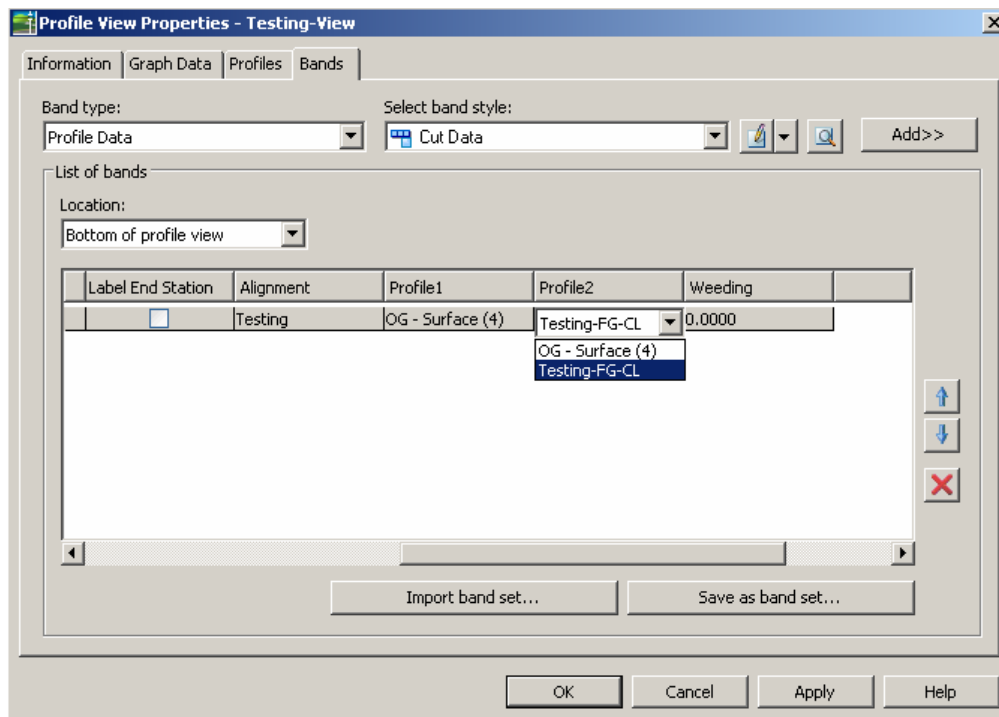 Profile View Properties - Testing-View
Information Graph Data Profiles Bands
Band type: Select band style:
Profile Data Cut Data Add>>
List of bands
Location:
Bottom of profile view
Label End Station Alignment Profile1 Profile2 Weeding
Testing OG - Surface (4) Testing-FG-CL 0.0000
OG - Surface (4)
Testing-FG-CL
Import band set... Save as band set...
OK Cancel Apply Help